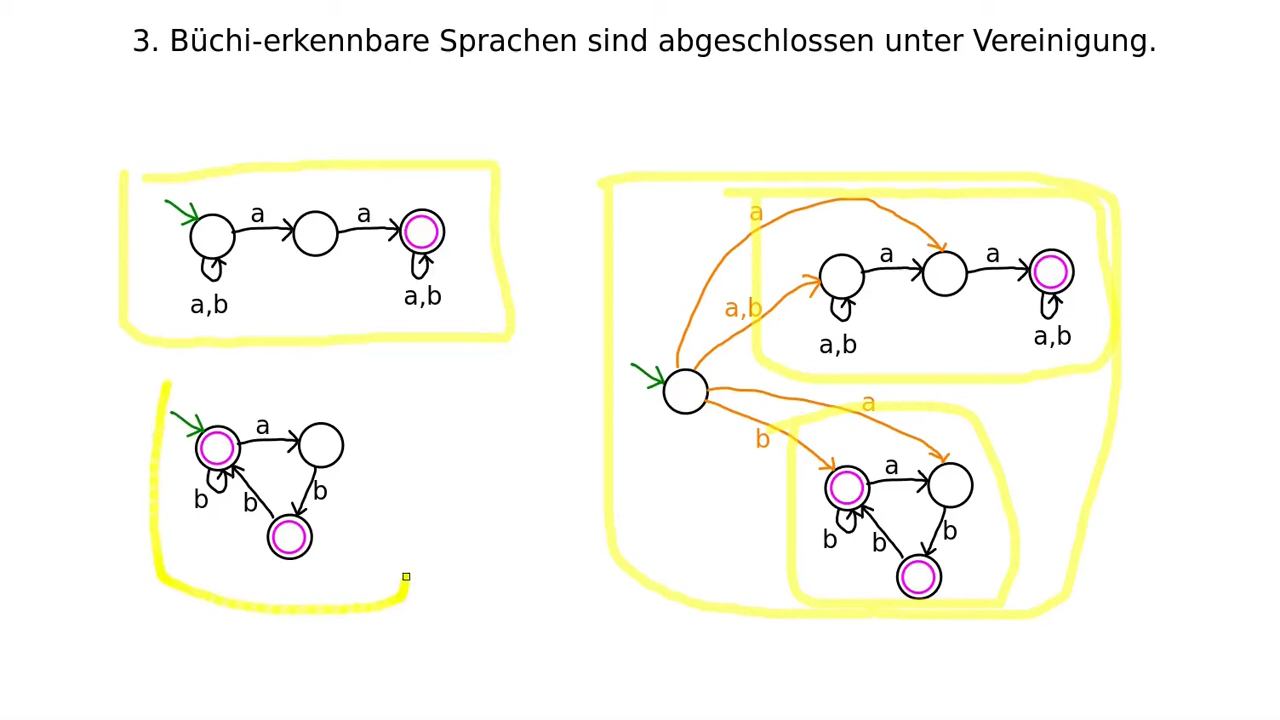 3. Büchi-erkennbare Sprachen sind abgeschlossen unter Vereinigung.
a a
a,b a,b
a
b b b
a
a a
a,b
a,b a,b
a
b
a
b b b